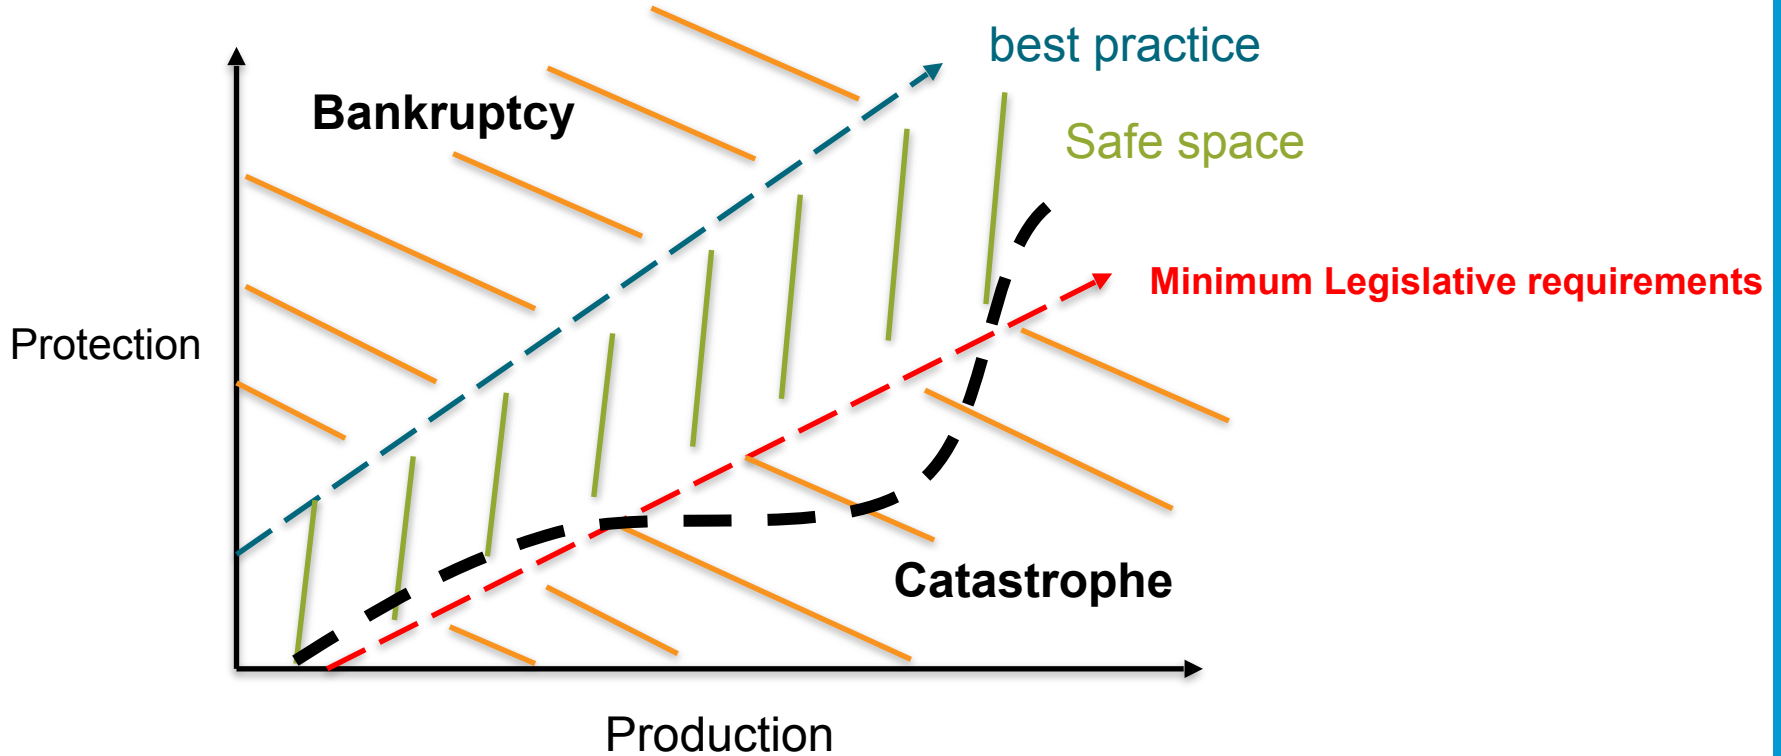 best practice
Bankruptcy
Safe space
Minimum Legislative requirements
Protection
Catastrophe
Production